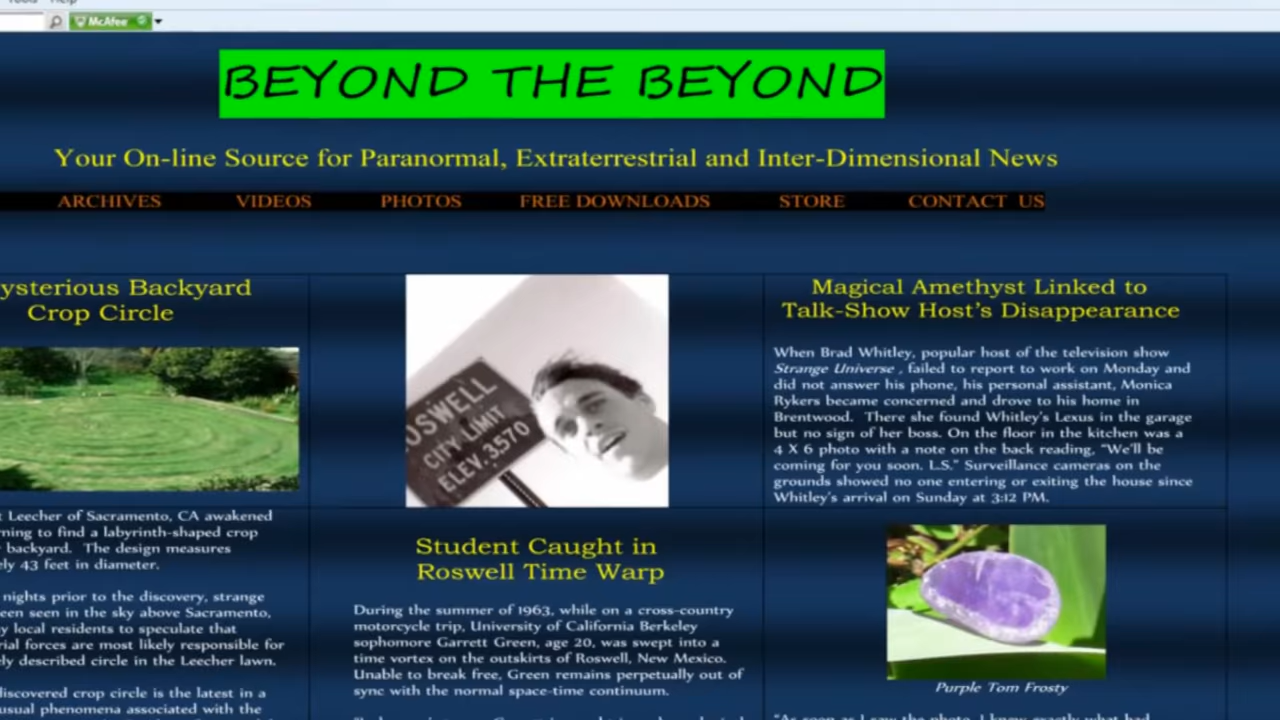 Help
McAfee
BEYOND THE BEYOND
Your On-line Source for Paranormal, Extraterrestrial and Inter-Dimensional News
ARCHIVES VIDEOS PHOTOS FREE DOWNLOADS STORE CONTACT US
ysterious Backyard
Crop Circle
t Leecher of Sacramento, CA awakened
rning to find a labyrinth-shaped crop
backyard. The design measures
ely 43 feet in diameter.
nights prior to the discovery, strange
een seen in the sky above Sacramento,
y local residents to speculate that
rial forces are most likely responsible for
ely described circle in the Leecher lawn.
discovered crop circle is the latest in a
usual phenomena associated with the
OSWELL
CITY LIMIT
ELEV. 3570
Student Caught in
Roswell Time Warp
During the summer of 1963, while on a cross-country
motorcycle trip, University of California Berkeley
sophomore Garrett Green, age 20, was swept into a
time vortex on the outskirts of Roswell, New Mexico.
Unable to break free, Green remains perpetually out of
sync with the normal space-time continuum.
Magical Amethyst Linked to
Talk-Show Host's Disappearance
When Brad Whitley, popular host of the television show
Strange Universe , failed to report to work on Monday and
did not answer his phone, his personal assistant, Monica
Rykers became concerned and drove to his home in
Brentwood. There she found Whitley's Lexus in the garage
but no sign of her boss. On the floor in the kitchen was a
4 X 6 photo with a note on the back reading, "We'll be
coming for you soon. L.S." Surveillance cameras on the
grounds showed no one entering or exiting the house since
Whitley's arrival on Sunday at 3:12 PM.
Purple Tom Frosty
"As soon as I saw the photo, I knew exactly what had